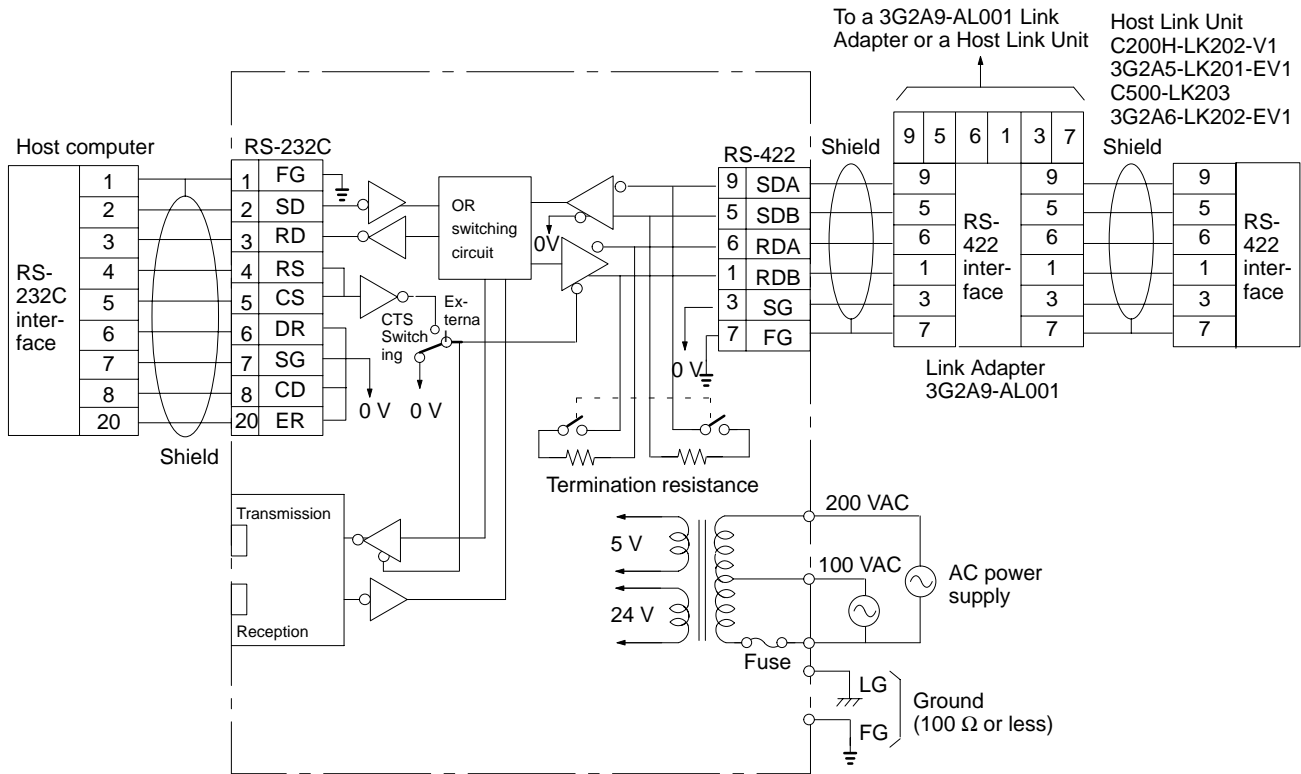 To a 3G2A9-AL001 Link
Adapter or a Host Link Unit
Host Link Unit
C200H-LK202-V1
3G2A5-LK201-EV1
C500-LK203
3G2A6-LK202-EV1
Host computer
RS-232C
RS-422
Shield
9 5 6 1 3 7
Shield
RS-
232C
inter-
face
1
2
3
4
5
6
7
8
20
Shield
1 FG
2 SD
3 RD
4 RS
5 CS
6 DR
7 SG
8 CD
20 ER
0 V
0 V
CTS
Switch
ing
Ex-
terna
OR
switching
circuit
0V
9 SDA
5 SDB
6 RDA
1 RDB
3 SG
7 FG
0 V
9
5
6
1
3
7
RS-
422
inter-
face
9
5
6
1
3
7
Link Adapter
3G2A9-AL001
9
5
6
1
3
7
RS-
422
inter-
face
Termination resistance
Transmission
Reception
5 V
24 V
200 VAC
100 VAC
AC power
supply
Fuse
LG
FG
Ground
(100 Ω or less)